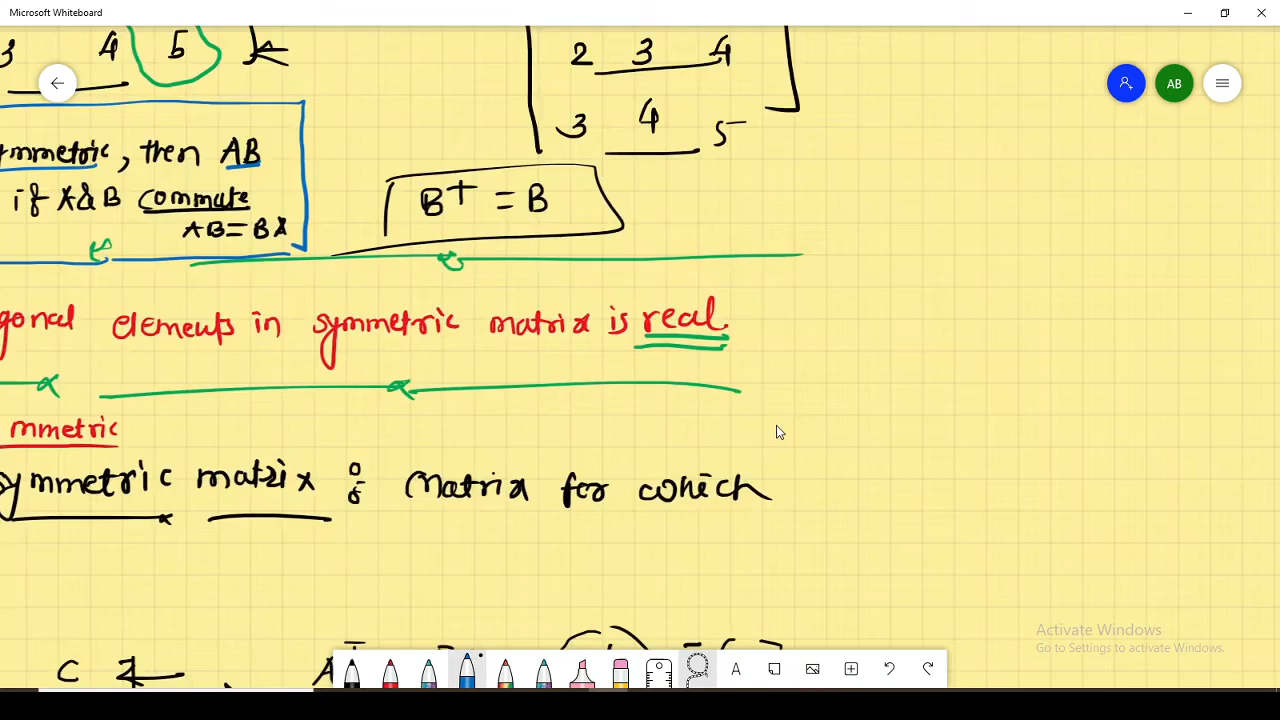 Microsoft Whiteboard
3 4 5
2 3 4
3 4 5
AB
mmetric, then AB
if A&B commute
AB=BA
B^T = B
gonal elements in symmetric matrix is real.
mmetric
symmetric matrix : Matrix for which
Activate Windows
Go to Settings to activate Windows.
C
A